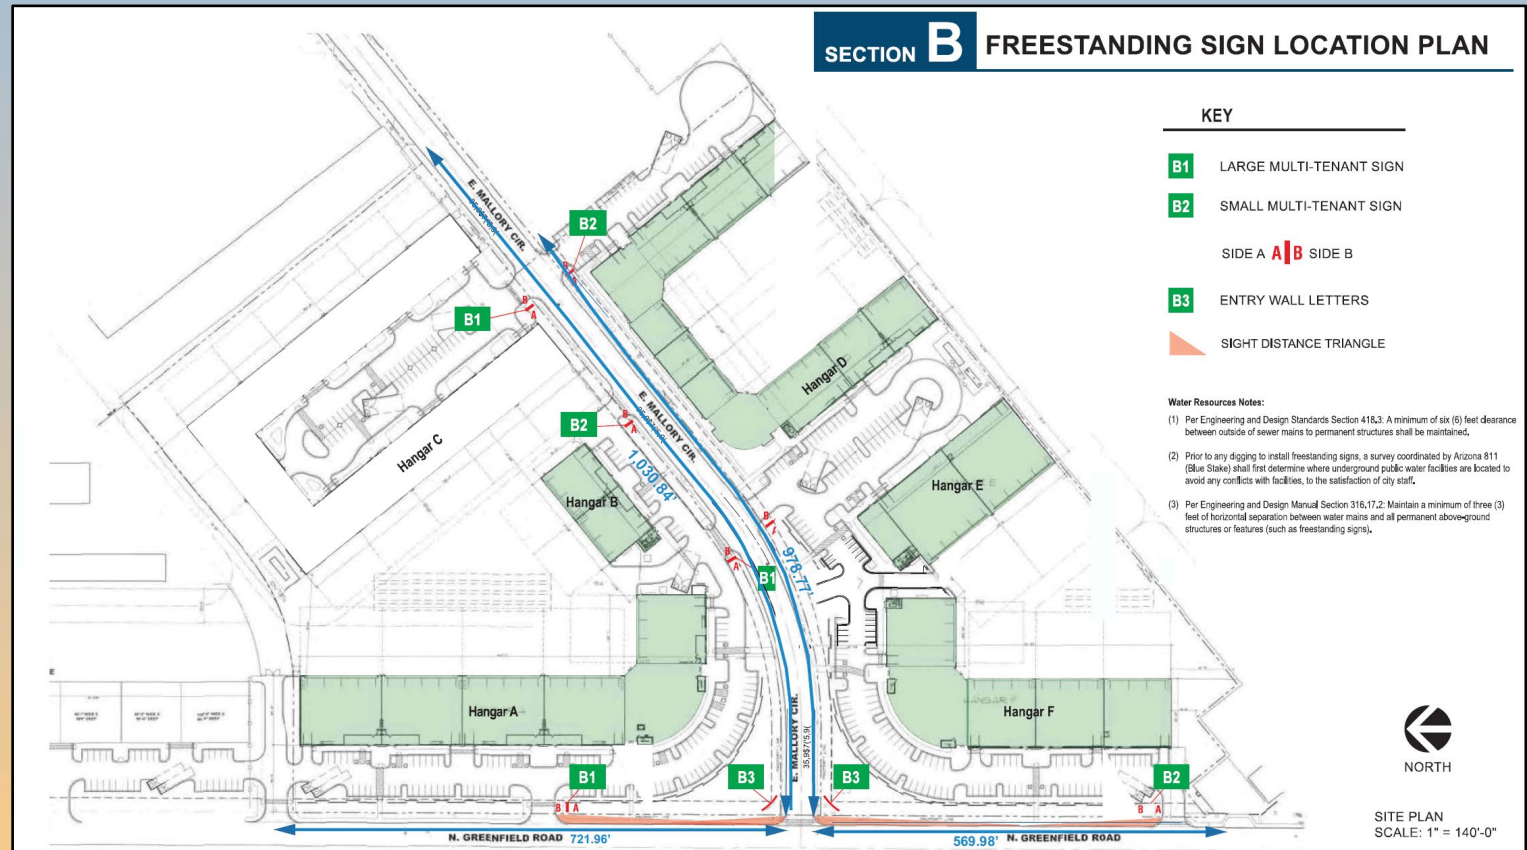 SECTION B FREESTANDING SIGN LOCATION PLAN
KEY
B1 LARGE MULTI-TENANT SIGN
B2 SMALL MULTI-TENANT SIGN
SIDE A A B SIDE B
B3 ENTRY WALL LETTERS
SIGHT DISTANCE TRIANGLE
Water Resources Notes:
(1) Per Engineering and Design Standards Section 418.3: A minimum of six (6) feet clearance
between outside of sewer mains to permanent structures shall be maintained.
(2) Prior to any digging to install freestanding signs, a survey coordinated by Arizona 811
(Blue Stake) shall first determine where underground public water facilities are located to
avoid any conflicts with facilities, to the satisfaction of city staff.
(3) Per Engineering and Design Manual Section 316.17.2: Maintain a minimum of three (3)
feet of horizontal separation between water mains and all permanent above-ground
structures or features (such as freestanding signs).
E. MALLORY CIR.
B2
B
B1
B
A
Hangar D
E. MALLORY CIR.
B2
B
A
Hangar C
1,030.84'
Hangar B
Hangar E
B
A
978.77'
B
A
B1
Hangar A
Hangar F
E. MALLORY CIR.
B1
B A
B3
B3
B2
B A
N. GREENFIELD ROAD 721.96'
569.98' N. GREENFIELD ROAD
NORTH
SITE PLAN
SCALE: 1" = 140'-0"